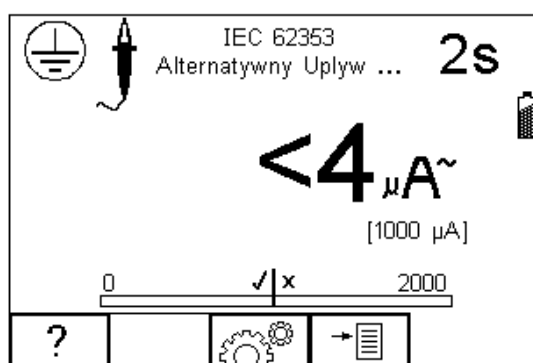 IEC 62353
Alternatywny Uplyw ... 2s
<4 µA~
[1000 µA]
0 ✓ x 2000
?